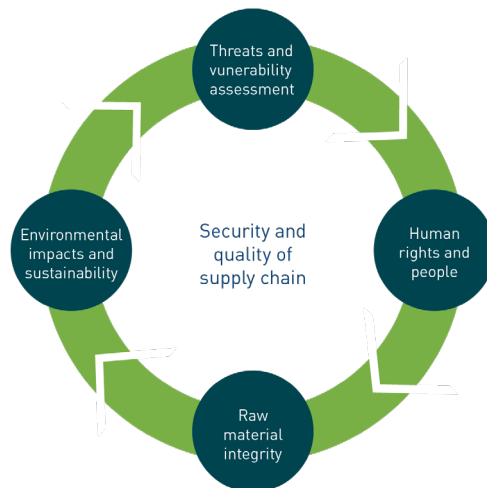 Threats and
vunerability
assessment
Environmental
impacts and
sustainability
Security and
quality of
supply chain
Human
rights and
people
Raw
material
integrity